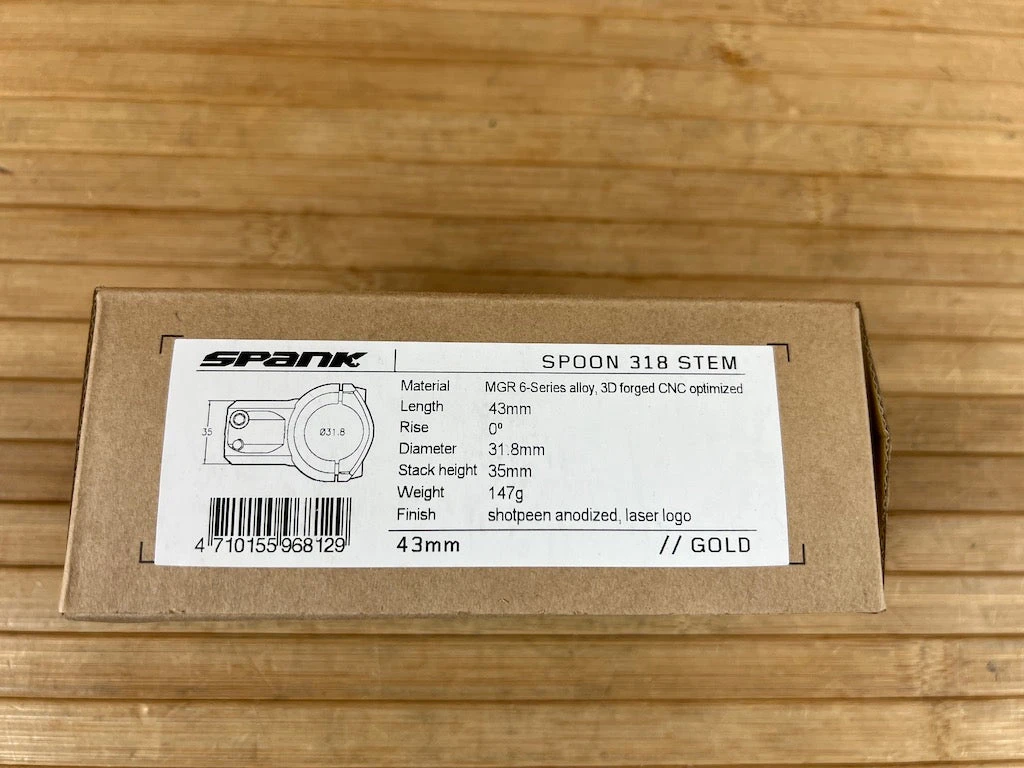 SPANK
SPOON 318 STEM
Material MGR 6-Series alloy, 3D forged CNC optimized
Length 43mm
Rise 0º
Diameter 31.8mm
Stack height 35mm
Weight 147g
Finish shotpeen anodized, laser logo
35
Ø31.8
4 710155 968129
43mm // GOLD